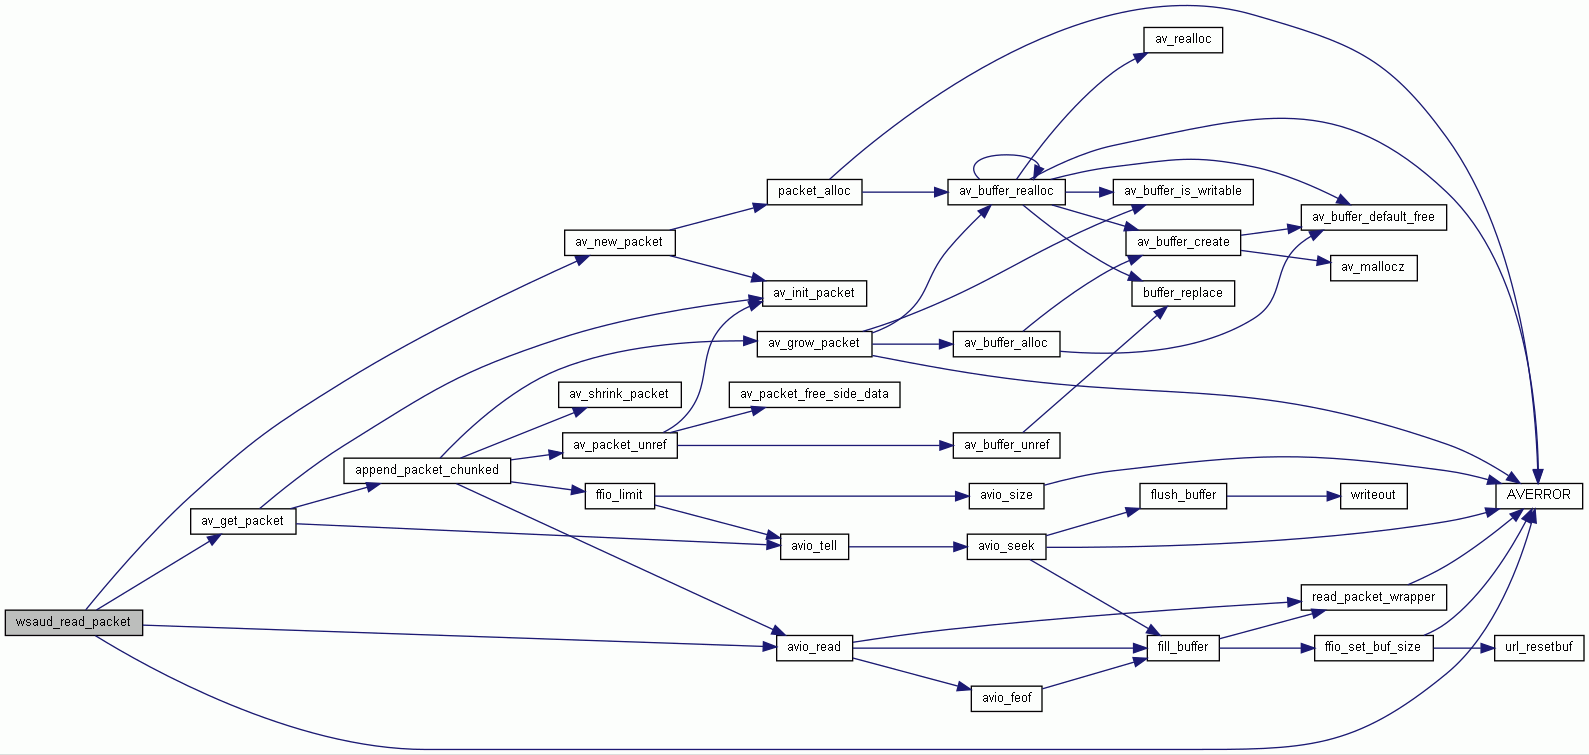 av_realloc
packet_alloc
av_buffer_realloc
av_buffer_is_writable
av_buffer_default_free
av_new_packet
av_buffer_create
av_mallocz
av_init_packet
buffer_replace
av_grow_packet
av_buffer_alloc
av_shrink_packet
av_packet_free_side_data
av_packet_unref
av_buffer_unref
append_packet_chunked
ffio_limit
avio_size
flush_buffer
writeout
AVERROR
av_get_packet
avio_tell
avio_seek
read_packet_wrapper
wsaud_read_packet
avio_read
fill_buffer
ffio_set_buf_size
url_resetbuf
avio_feof